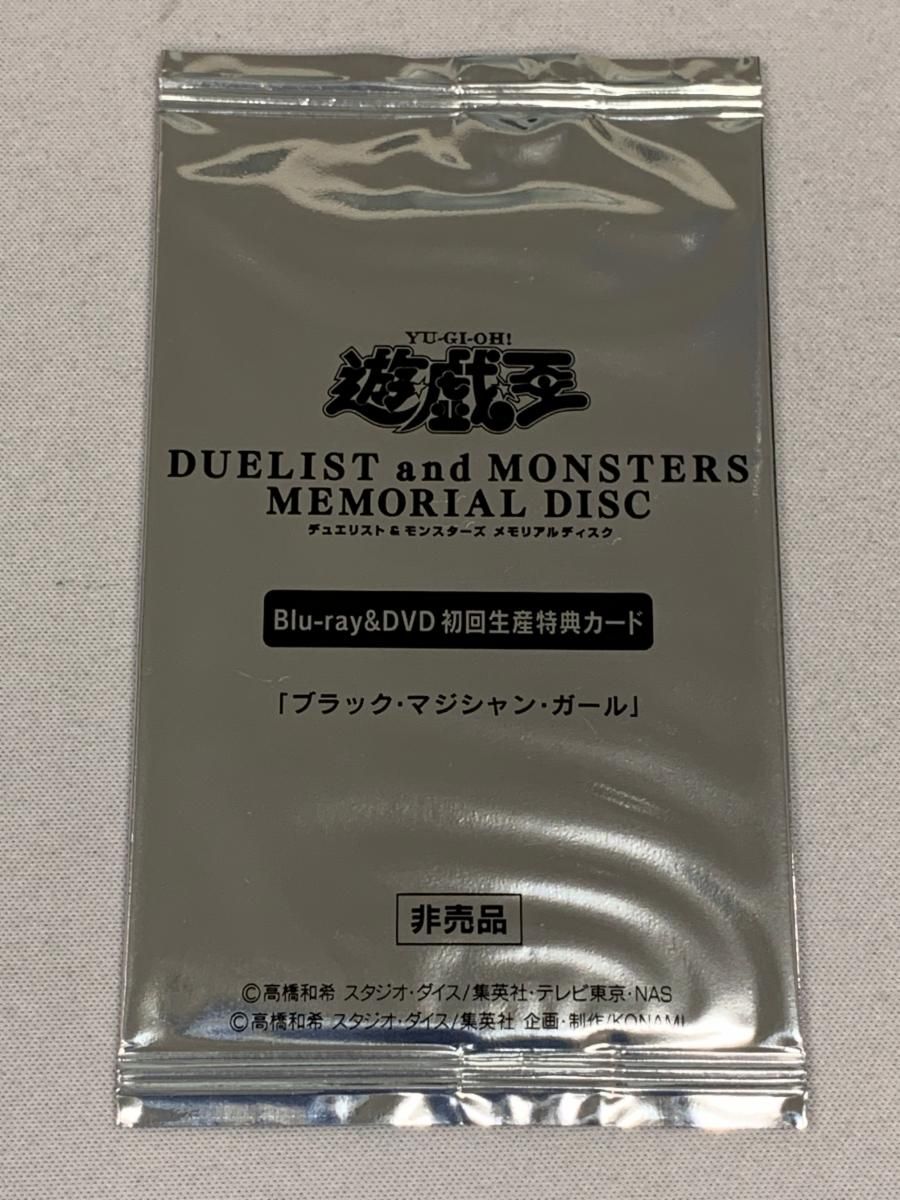 YU-GI-OH!
遊☆戯☆王
DUELIST and MONSTERS
MEMORIAL DISC
デュエリスト&モンスターズ メモリアルディスク
Blu-ray&DVD 初回生産特典カード
「ブラック・マジシャン・ガール」
非売品
©高橋和希 スタジオ・ダイス/集英社・テレビ東京・NAS
©高橋和希 スタジオ・ダイス/集英社 企画・制作/KONAMI